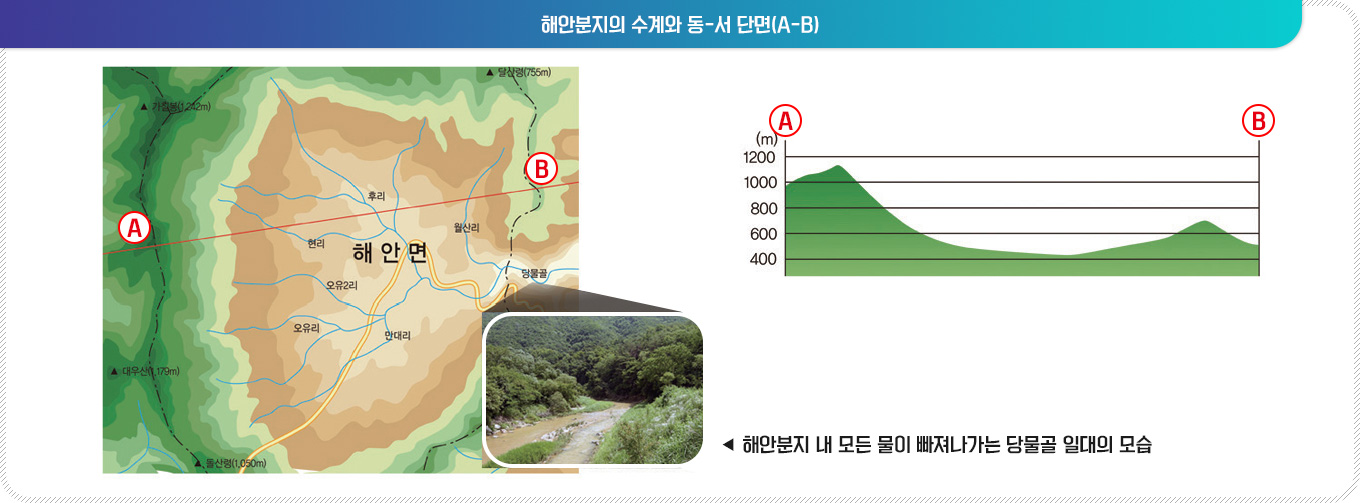 해안분지의 수계와 동-서 단면(A-B)
▲ 달산령(755m)
▲ 가칠봉(1,242m)
B
후리
A
월산리
현리
해안면
당물골
오유2리
오유리
만대리
▲ 대우산(1,179m)
▲ 돌산령(1,050m)
A
B
(m)
1200
1000
800
600
400
◀ 해안분지 내 모든 물이 빠져나가는 당물골 일대의 모습